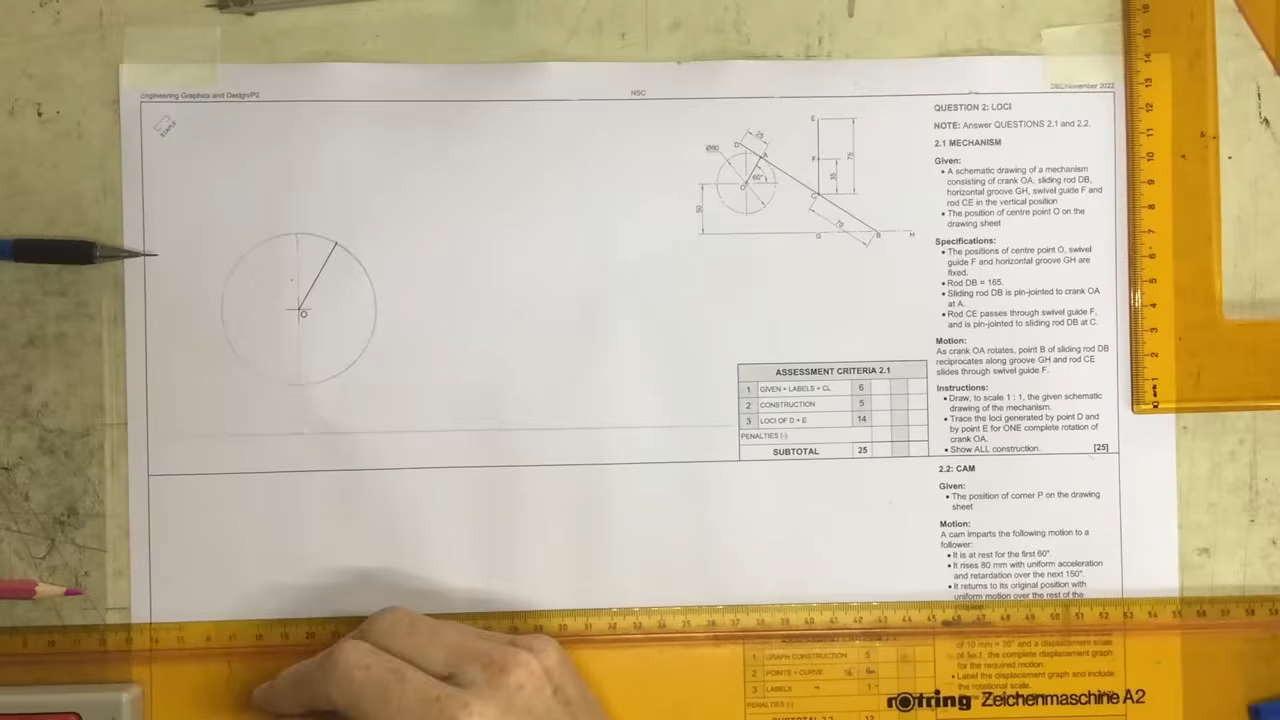 Engineering Graphics and Design/P2
NSC
DBE/November 2022
STAPLE
O
Ø60
D
25
A
O
60°
50
E
F
35
75
C
70
G
B
H
QUESTION 2: LOCI
NOTE: Answer QUESTIONS 2.1 and 2.2.
2.1 MECHANISM
Given:
• A schematic drawing of a mechanism
consisting of crank OA, sliding rod DB,
horizontal groove GH, swivel guide F and
rod CE in the vertical position
• The position of centre point O on the
drawing sheet
Specifications:
• The positions of centre point O, swivel
guide F and horizontal groove GH are
fixed.
• Rod DB = 165.
• Sliding rod DB is pin-jointed to crank OA
at A.
• Rod CE passes through swivel guide F,
and is pin-jointed to sliding rod DB at C.
Motion:
As crank OA rotates, point B of sliding rod DB
reciprocates along groove GH and rod CE
slides through swivel guide F.
Instructions:
• Draw, to scale 1 : 1, the given schematic
drawing of the mechanism.
• Trace the loci generated by point D and
by point E for ONE complete rotation of
crank OA.
• Show ALL construction. [25]
ASSESSMENT CRITERIA 2.1
1 GIVEN + LABELS + CL 6
2 CONSTRUCTION 5
3 LOCI OF D + E 14
PENALTIES (-)
SUBTOTAL 25
2.2: CAM
Given:
• The position of corner P on the drawing
sheet
Motion:
A cam imparts the following motion to a
follower:
• It is at rest for the first 60°.
• It rises 80 mm with uniform acceleration
and retardation over the next 150°.
• It returns to its original position with
uniform motion over the rest of the
of 10 mm = 30° and a displacement scale
the complete displacement graph
for the required motion.
• Label the displacement graph and include
the rotational scale.
1 GRAPH CONSTRUCTION 5
2 POINTS + CURVE
3 LABELS 1
PENALTIES (-)
rotring Zeichenmaschine A2